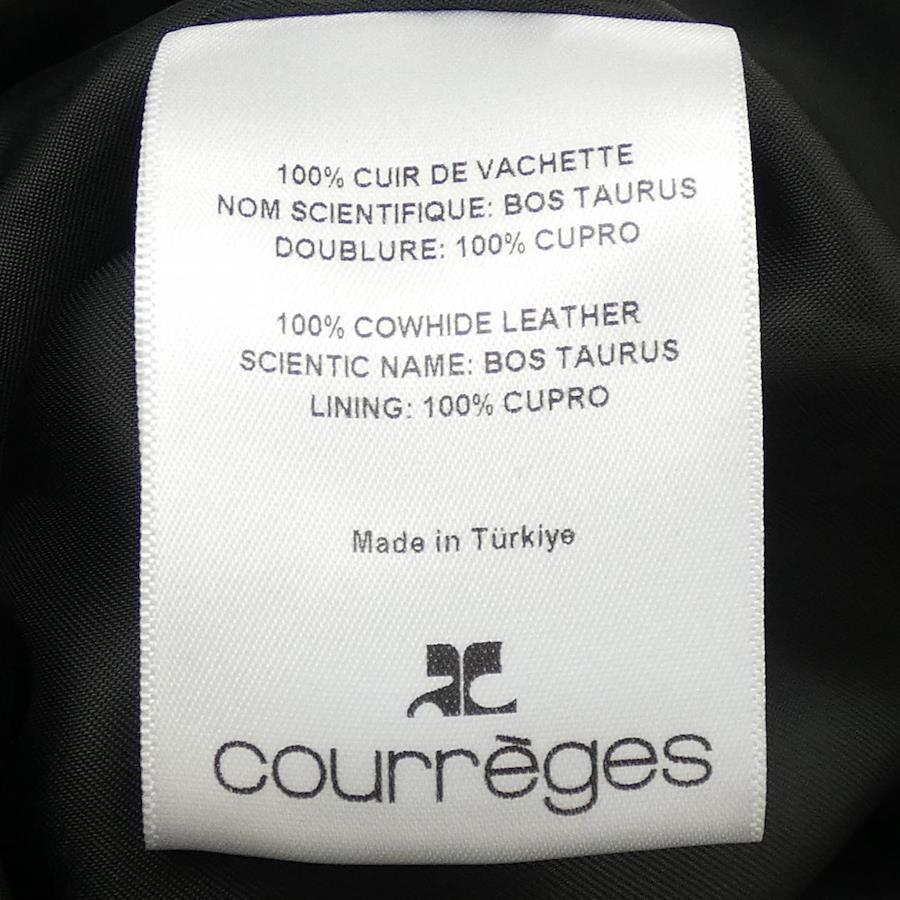 100% CUIR DE VACHETTE
NOM SCIENTIFIQUE: BOS TAURUS
DOUBLURE: 100% CUPRO
100% COWHIDE LEATHER
SCIENTIC NAME: BOS TAURUS
LINING: 100% CUPRO
Made in Türkiye
courrèges